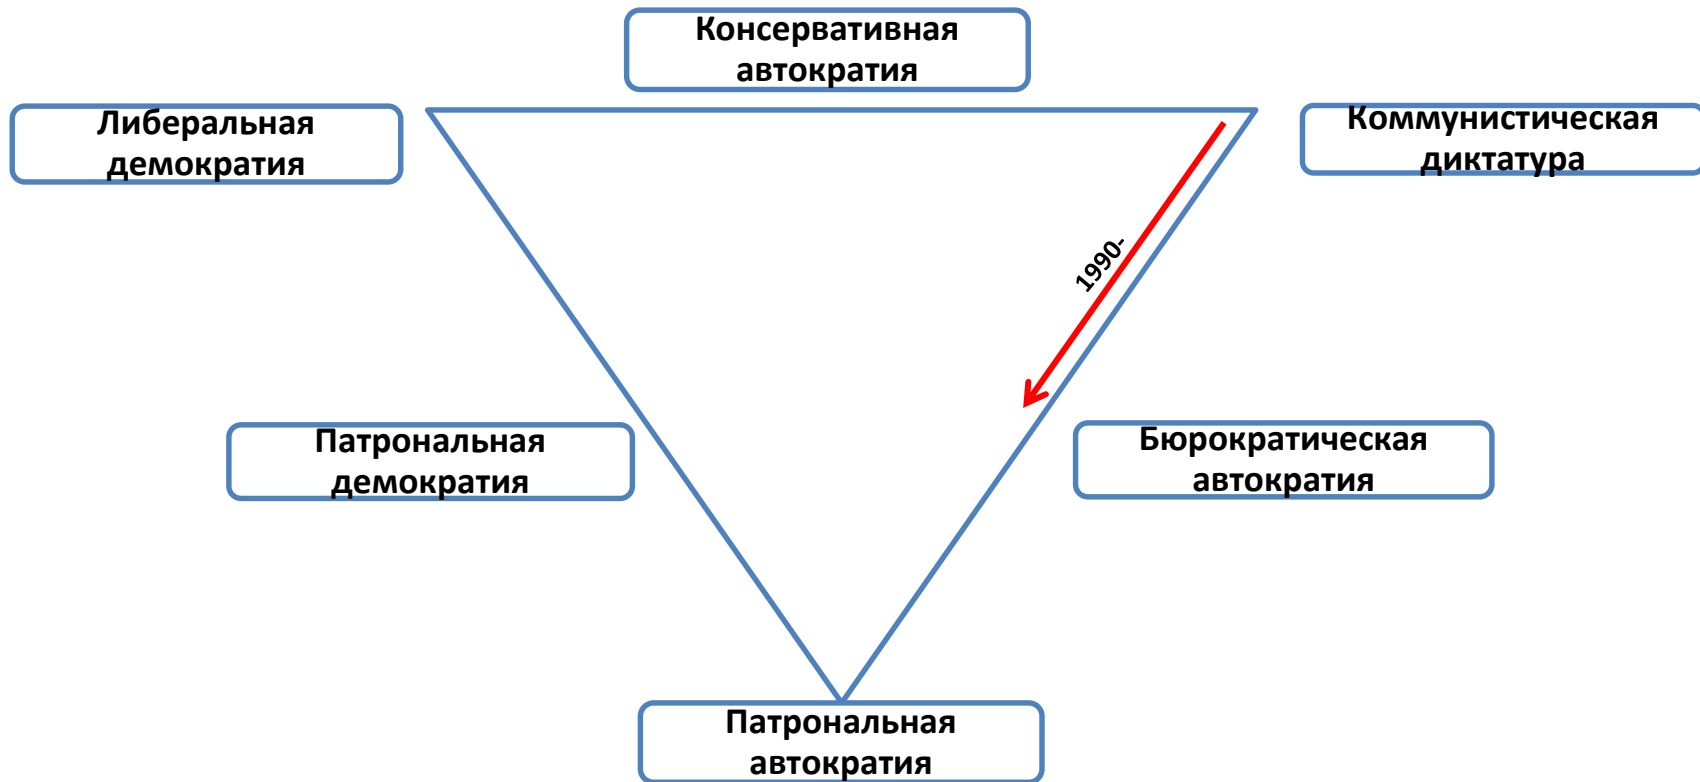 Консервативная
автократия
Либеральная
демократия
Коммунистическая
диктатура
1990-
Патрональная
демократия
Бюрократическая
автократия
Патрональная
автократия